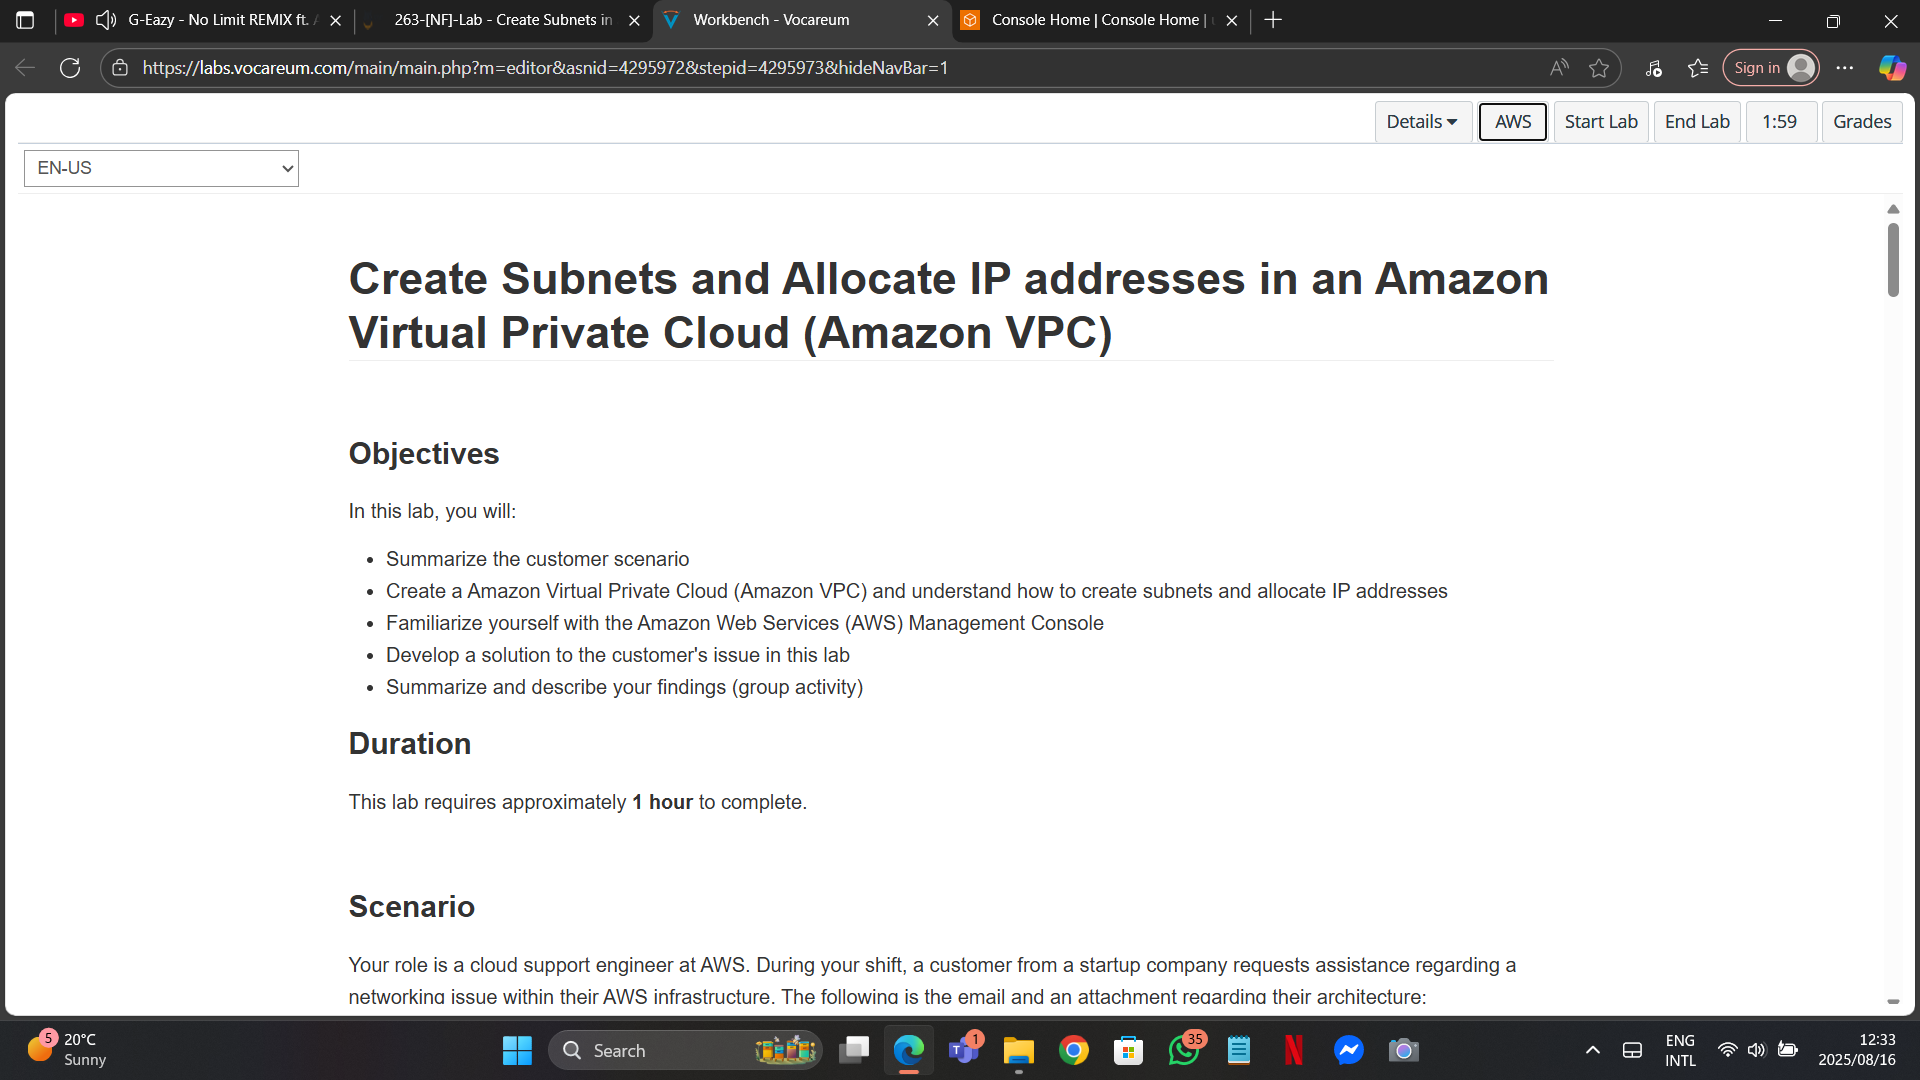 G-Eazy - No Limit REMIX ft.
263-[NF]-Lab - Create Subnets in
Workbench - Vocareum
Console Home | Console Home |
https://labs.vocareum.com/main/main.php?m=editor&asnid=4295972&stepid=4295973&hideNavBar=1
Sign in
Details
AWS
Start Lab
End Lab
1:59
Grades
EN-US
Create Subnets and Allocate IP addresses in an Amazon
Virtual Private Cloud (Amazon VPC)
Objectives
In this lab, you will:
• Summarize the customer scenario
• Create a Amazon Virtual Private Cloud (Amazon VPC) and understand how to create subnets and allocate IP addresses
• Familiarize yourself with the Amazon Web Services (AWS) Management Console
• Develop a solution to the customer's issue in this lab
• Summarize and describe your findings (group activity)
Duration
This lab requires approximately 1 hour to complete.
Scenario
Your role is a cloud support engineer at AWS. During your shift, a customer from a startup company requests assistance regarding a
networking issue within their AWS infrastructure. The following is the email and an attachment regarding their architecture:
5
20°C
Sunny
Search
1
35
ENG
INTL
12:33
2025/08/16